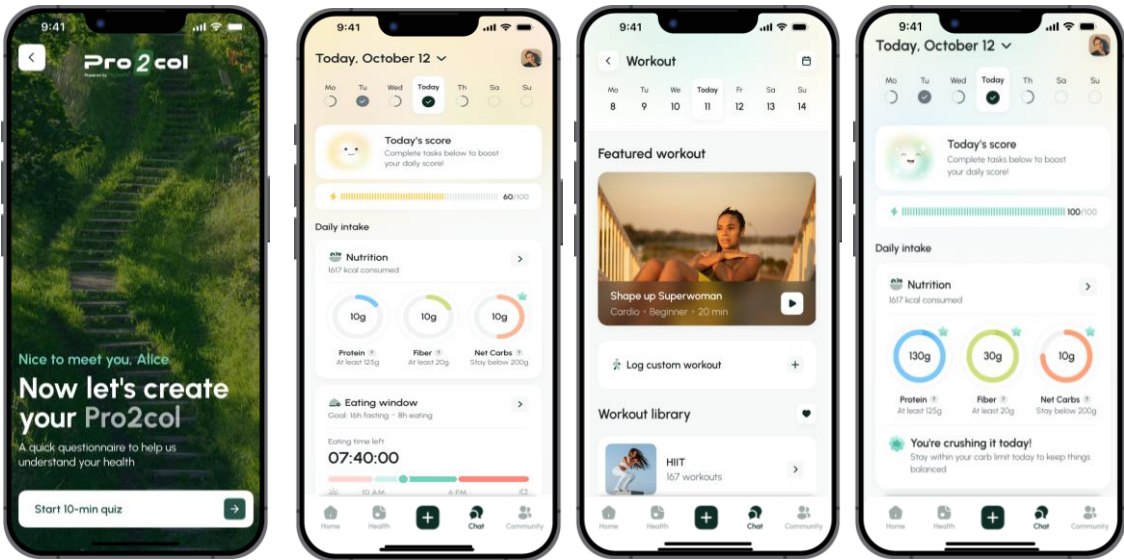 9:41
Pro 2 col
Nice to meet you, Alice
Now let's create
your Pro2col
A quick questionnaire to help us
understand your health
Start 10-min quiz
9:41
Today, October 12
Mo Tu Wed Today Th Sa Su
Today's score
Complete tasks below to boost
your daily score!
60/100
Daily intake
Nutrition
1617 kcal consumed
10g 10g 10g
Protein ? Fiber ? Net Carbs ?
At least 125g At least 20g Stay below 200g
Eating window
Goal: 16h fasting • 8h eating
Eating time left
07:40:00
10 AM 6 PM
Home Health + Chat Community
9:41
Workout
Mo Tu We Today Fr Sa Su
8 9 10 11 12 13 14
Featured workout
Shape up Superwoman
Cardio • Beginner • 20 min
Log custom workout +
Workout library
HIIT
167 workouts
Home Health + Chat Community
9:41
Today, October 12
Mo Tu Wed Today Th Sa Su
Today's score
Complete tasks below to boost
your daily score!
100/100
Daily intake
Nutrition
1617 kcal consumed
130g 30g 10g
Protein ? Fiber ? Net Carbs ?
At least 125g At least 20g Stay below 200g
You're crushing it today!
Stay within your carb limit today to keep things
balanced
Home Health + Chat Community